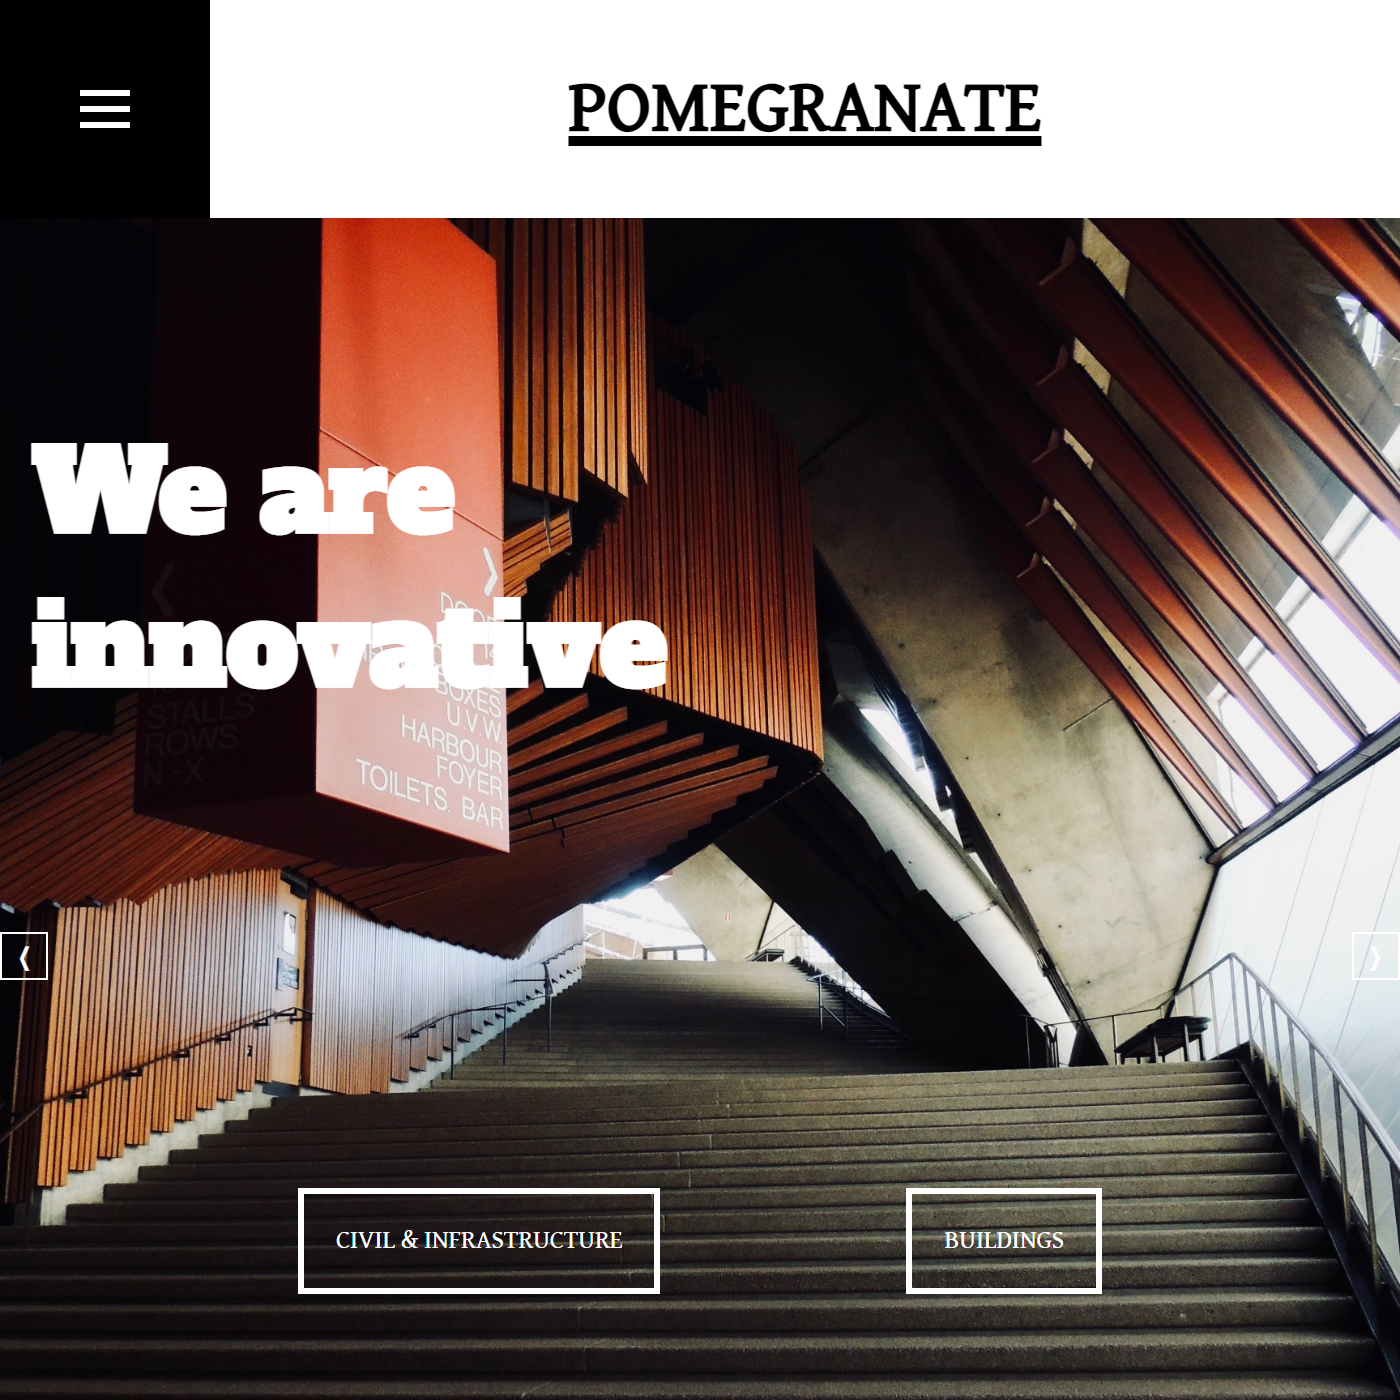 POMEGRANATE
We are
innovative
BOXES
STALLS
U.V.W.
ROWS
HARBOUR
N-X
FOYER
TOILETS. BAR
CIVIL & INFRASTRUCTURE
BUILDINGS